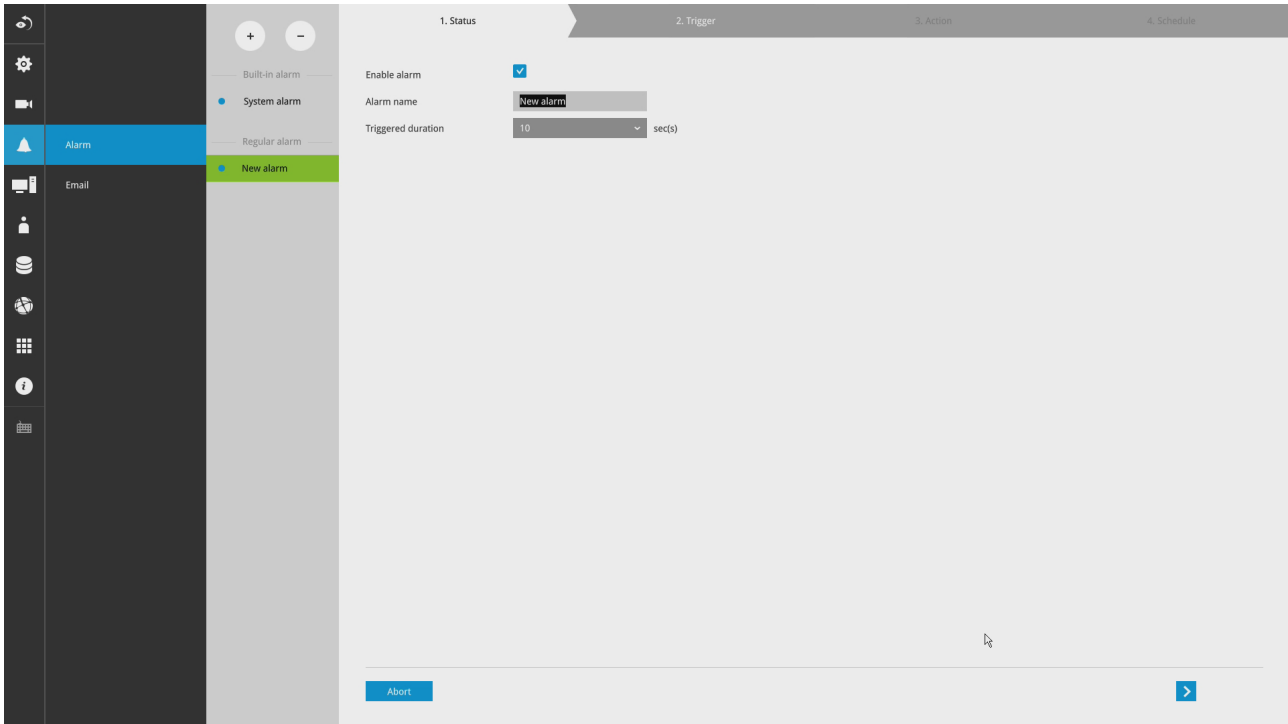 1. Status
2. Trigger
3. Action
4. Schedule
+
-
Built-in alarm
System alarm
Regular alarm
New alarm
Alarm
Email
Enable alarm
Alarm name
New alarm
Triggered duration
10
sec(s)
Abort